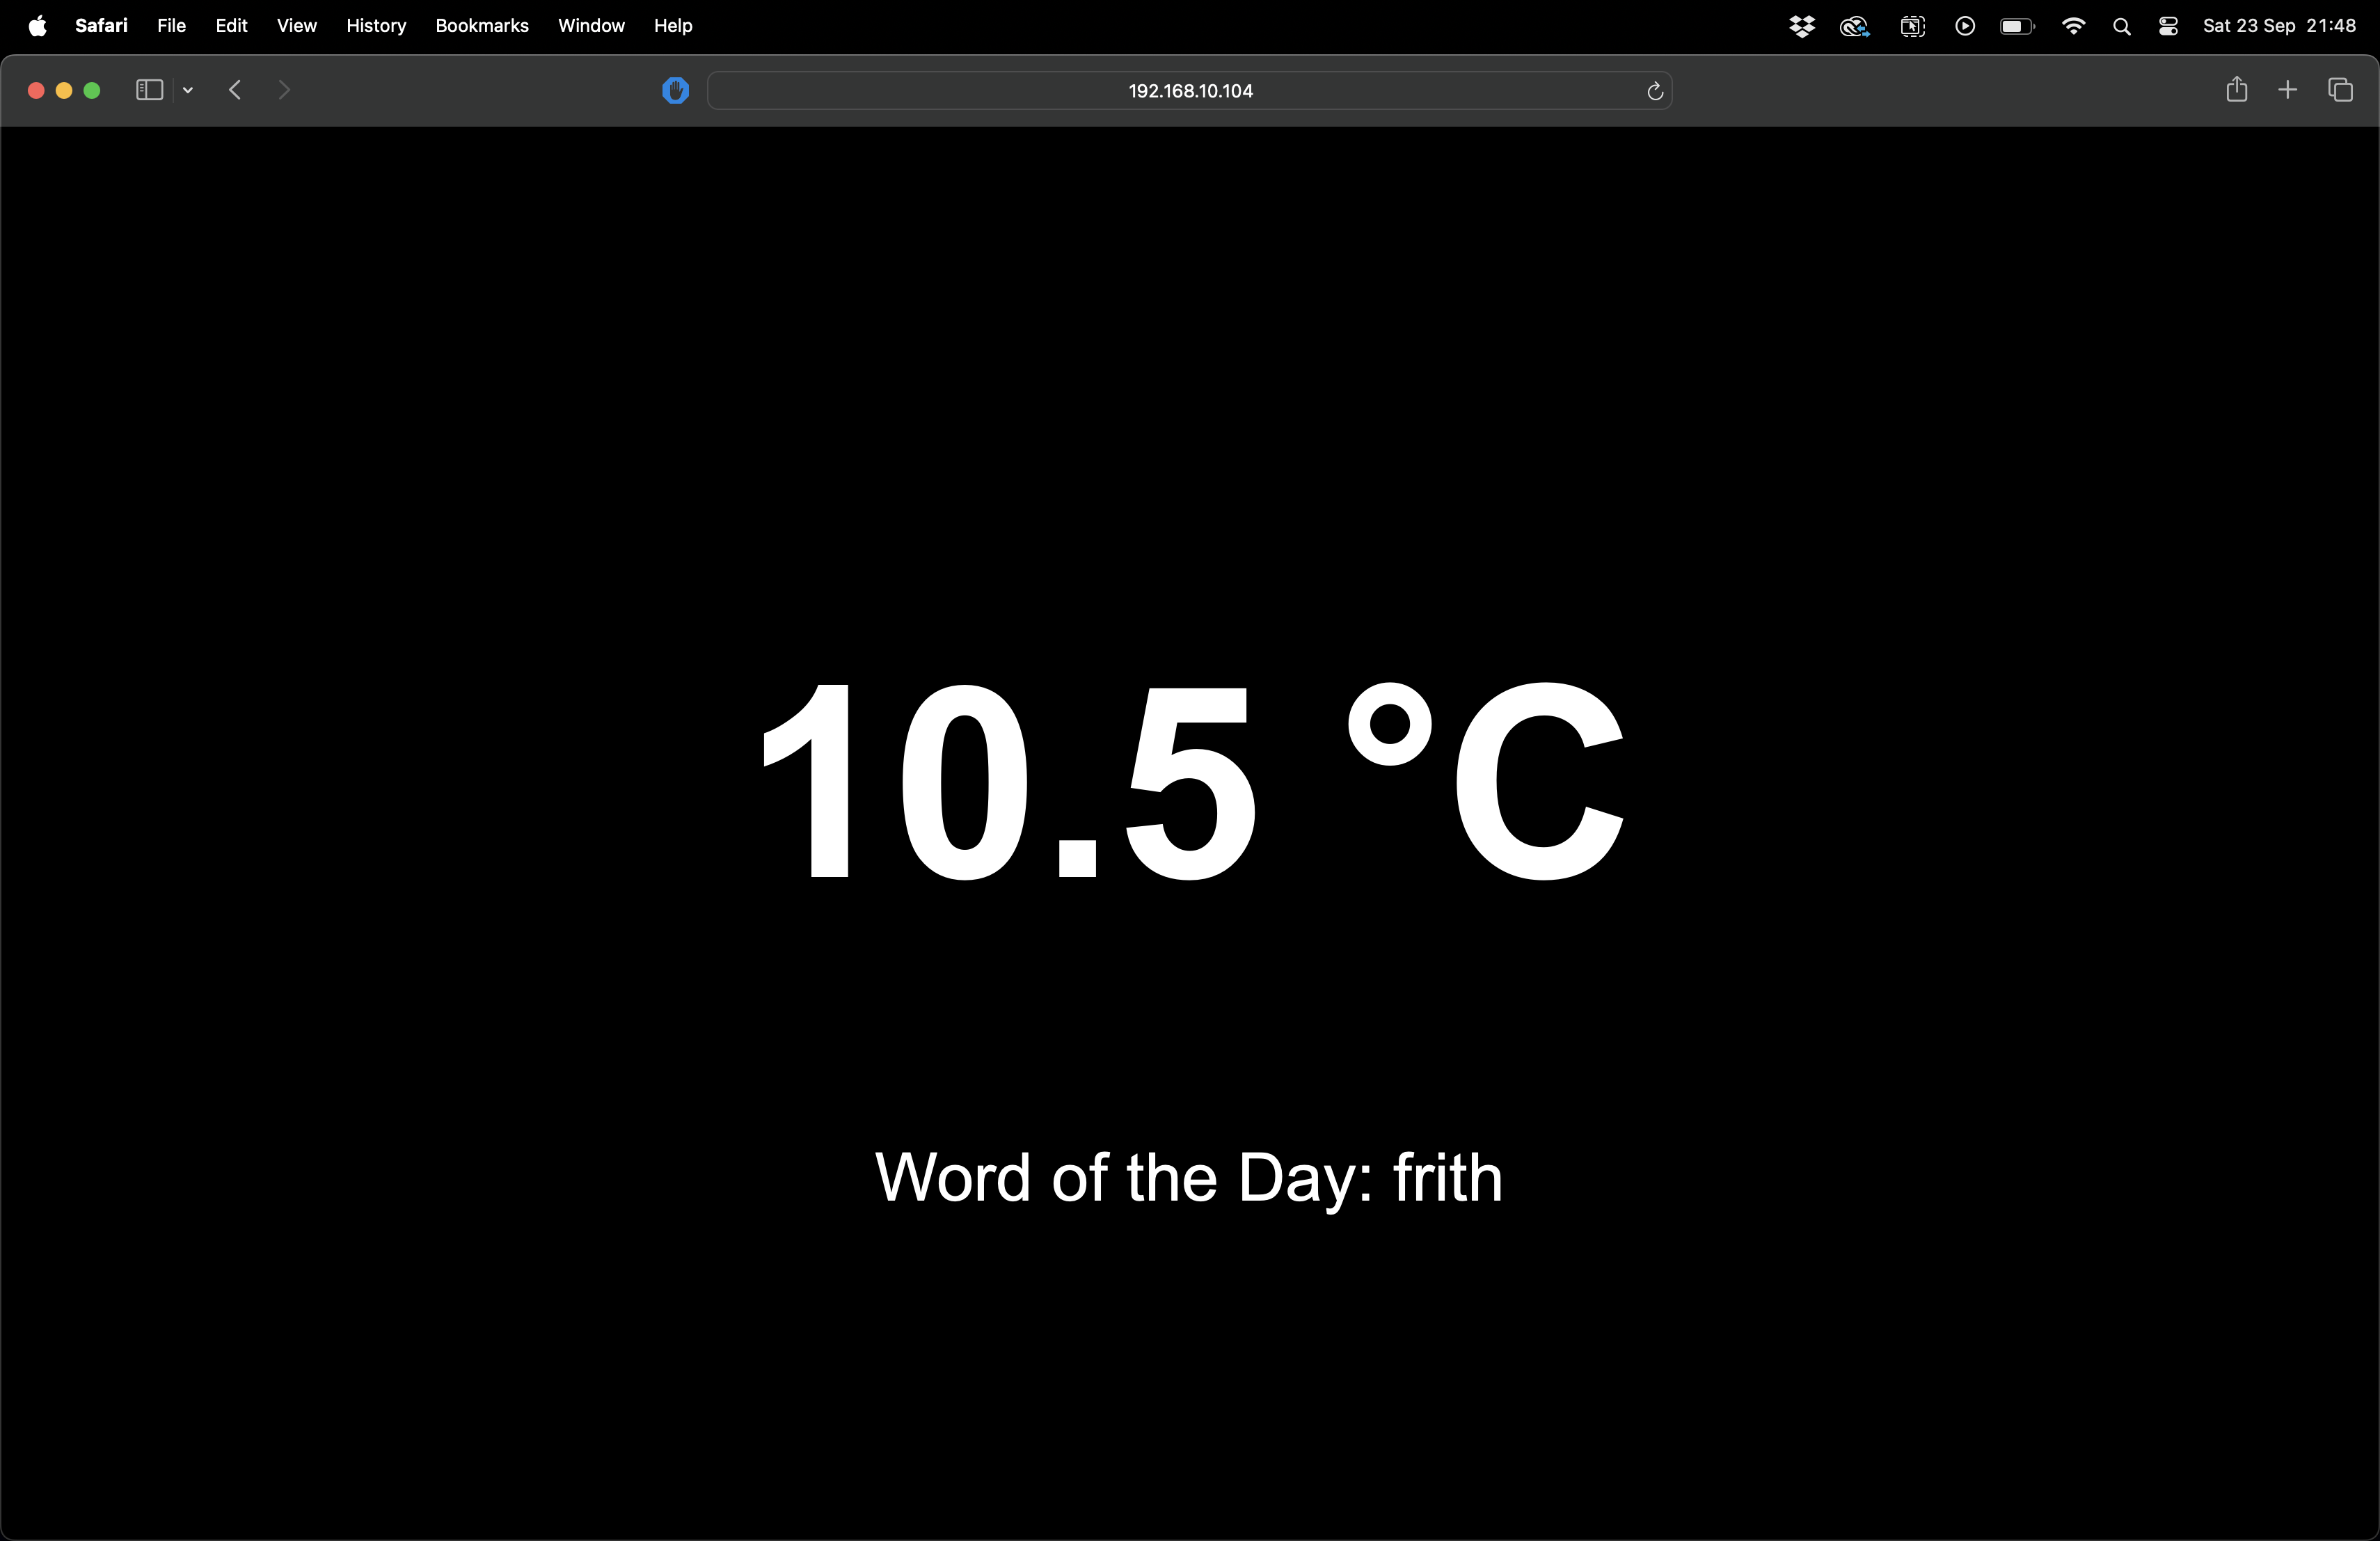 Safari File Edit View History Bookmarks Window Help Sat 23 Sep 21:48
192.168.10.104
10.5 °C
Word of the Day: frith